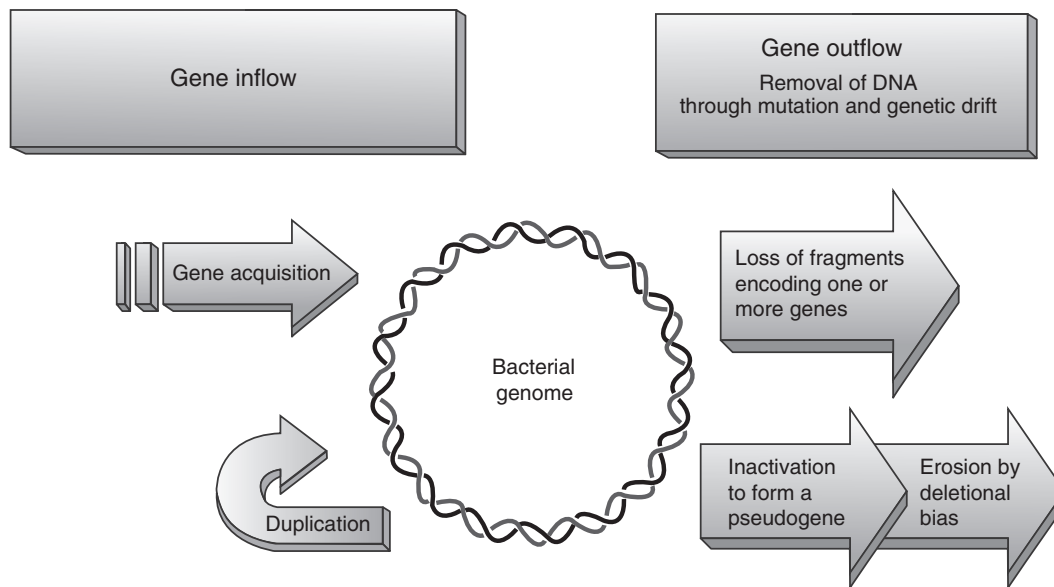 Gene inflow
Gene outflow
Removal of DNA
through mutation and genetic drift
Gene acquisition
Loss of fragments
encoding one or
more genes
Bacterial
genome
Duplication
Inactivation
to form a
pseudogene
Erosion by
deletional
bias